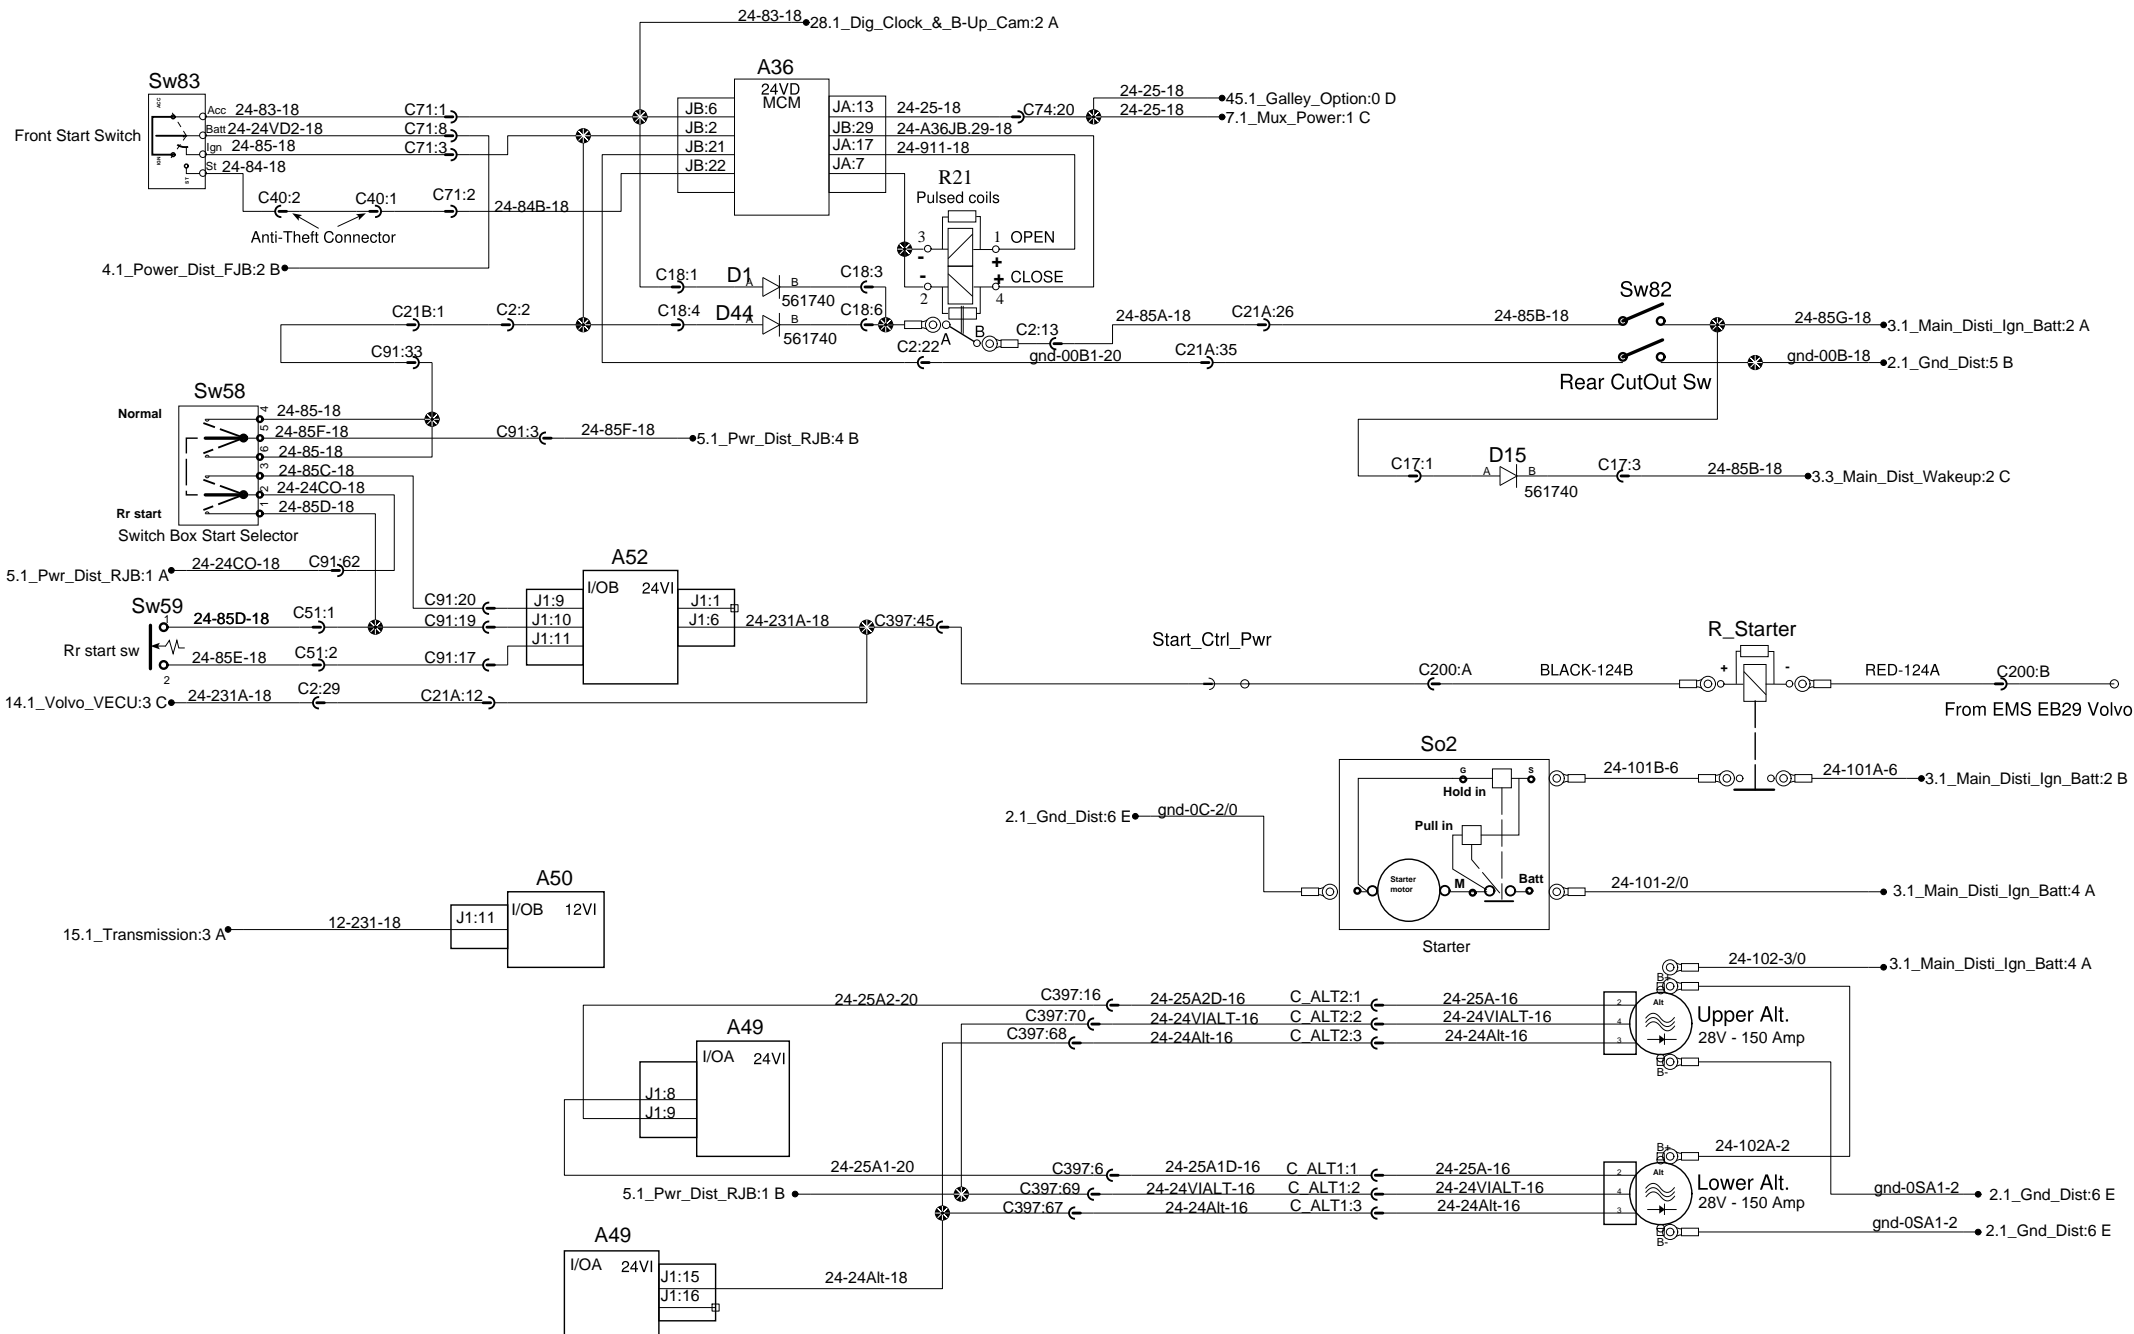 24-83-18
28.1_Dig_Clock_&_B-Up_Cam:2 A
Sw83
Front Start Switch
ACC
IGN
ST
Acc
24-83-18
C71:1
Batt
24-24VD2-18
C71:8
Ign
24-85-18
C71:3
St
24-84-18
C40:2
C40:1
C71:2
24-84B-18
Anti-Theft Connector
4.1_Power_Dist_FJB:2 B
A36
24VD
MCM
JB:6
JB:2
JB:21
JB:22
JA:13
JB:29
JA:17
JA:7
24-25-18
C74:20
24-A36JB.29-18
24-911-18
24-25-18
45.1_Galley_Option:0 D
24-25-18
7.1_Mux_Power:1 C
R21
Pulsed coils
3
1
OPEN
-
+
-
+
CLOSE
2
4
C18:1
D1
A
B
561740
C18:3
C21B:1
C2:2
C18:4
D44
A
B
561740
C18:6
A
B
C2:13
24-85A-18
C21A:26
24-85B-18
Sw82
24-85G-18
3.1_Main_Disti_Ign_Batt:2 A
C91:33
C2:22
gnd-00B1-20
C21A:35
gnd-00B-18
2.1_Gnd_Dist:5 B
Rear CutOut Sw
Sw58
Normal
Rr start
4
24-85-18
5
24-85F-18
C91:3
24-85F-18
5.1_Pwr_Dist_RJB:4 B
6
24-85-18
3
24-85C-18
2
24-24CO-18
1
24-85D-18
Switch Box Start Selector
C17:1
D15
A
B
561740
C17:3
24-85B-18
3.3_Main_Dist_Wakeup:2 C
5.1_Pwr_Dist_RJB:1 A
24-24CO-18
C91:62
Sw59
Rr start sw
1
24-85D-18
C51:1
C91:20
C91:19
24-85E-18
C51:2
C91:17
2
14.1_Volvo_VECU:3 C
24-231A-18
C2:29
C21A:12
A52
I/OB
24VI
J1:9
J1:10
J1:11
J1:1
J1:6
24-231A-18
C397:45
Start_Ctrl_Pwr
C200:A
BLACK-124B
R_Starter
+
-
RED-124A
C200:B
From EMS EB29 Volvo
So2
G
S
Hold in
Pull in
Starter
motor
M
Batt
Starter
24-101B-6
24-101A-6
3.1_Main_Disti_Ign_Batt:2 B
2.1_Gnd_Dist:6 E
gnd-0C-2/0
24-101-2/0
3.1_Main_Disti_Ign_Batt:4 A
A50
I/OB
12VI
J1:11
15.1_Transmission:3 A
12-231-18
24-102-3/0
3.1_Main_Disti_Ign_Batt:4 A
24-25A2-20
C397:16
24-25A2D-16
C_ALT2:1
24-25A-16
C397:70
24-24VIALT-16
C_ALT2:2
24-24VIALT-16
C397:68
24-24Alt-16
C_ALT2:3
24-24Alt-16
2
4
3
Alt
B+
B-
Upper Alt.
28V - 150 Amp
A49
I/OA
24VI
J1:8
J1:9
24-102A-2
24-25A1-20
C397:6
24-25A1D-16
C_ALT1:1
24-25A-16
5.1_Pwr_Dist_RJB:1 B
C397:69
24-24VIALT-16
C_ALT1:2
24-24VIALT-16
C397:67
24-24Alt-16
C_ALT1:3
24-24Alt-16
2
4
3
Alt
B+
B-
Lower Alt.
28V - 150 Amp
gnd-0SA1-2
2.1_Gnd_Dist:6 E
gnd-0SA1-2
2.1_Gnd_Dist:6 E
A49
I/OA
24VI
J1:15
J1:16
24-24Alt-18